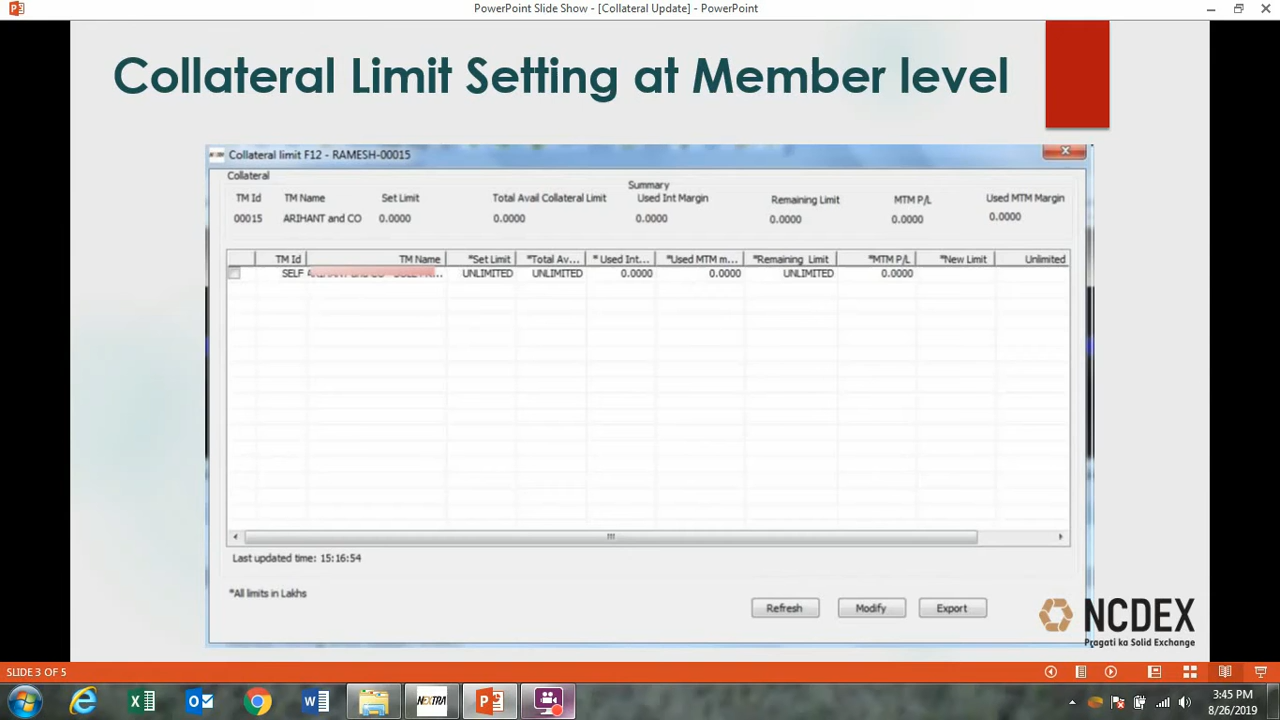 PowerPoint Slide Show - [Collateral Update] - PowerPoint
Collateral Limit Setting at Member level
Collateral limit F12 - RAMESH-00015
Collateral
Summary
TM Id TM Name Set Limit Total Avail Collateral Limit Used Int Margin Remaining Limit MTM P/L Used MTM Margin
00015 ARIHANT and CO 0.0000 0.0000 0.0000 0.0000 0.0000 0.0000
TM Id TM Name *Set Limit *Total Av... * Used Int... *Used MTM m... *Remaining Limit *MTM P/L *New Limit Unlimited
SELF UNLIMITED UNLIMITED 0.0000 0.0000 UNLIMITED 0.0000
Last updated time: 15:16:54
*All limits in Lakhs
Refresh Modify Export
NCDEX
Pragati ka Solid Exchange
SLIDE 3 OF 5
NEXTRA
3:45 PM
8/26/2019